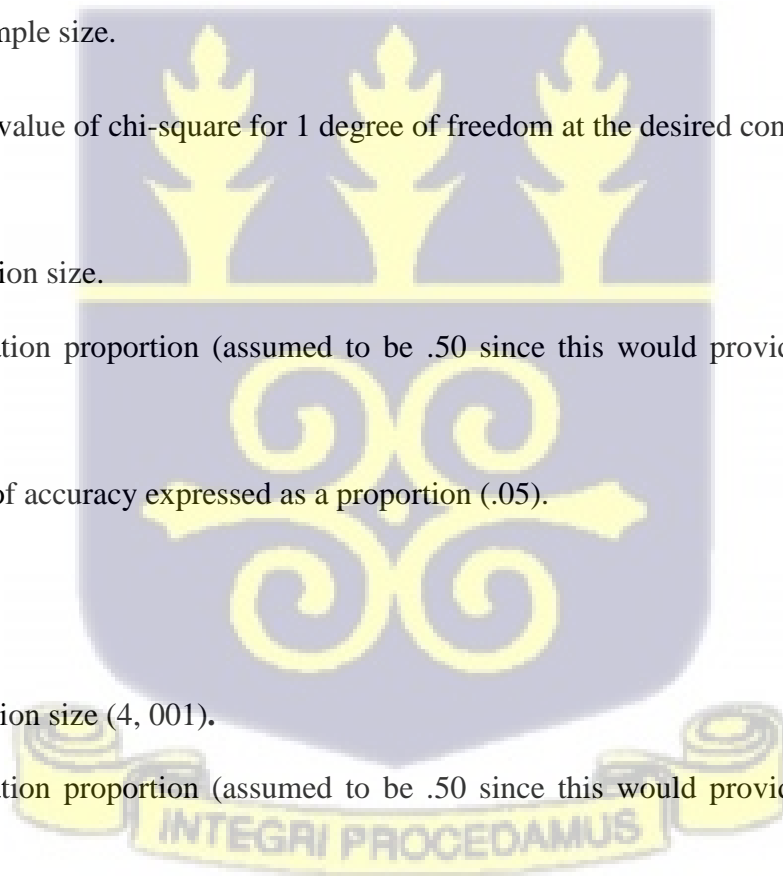 mple size.
value of chi-square for 1 degree of freedom at the desired con
ion size.
ation proportion (assumed to be .50 since this would provid
of accuracy expressed as a proportion (.05).
ion size (4, 001).
ation proportion (assumed to be .50 since this would provid
INTEGRI PROCEDAMUS